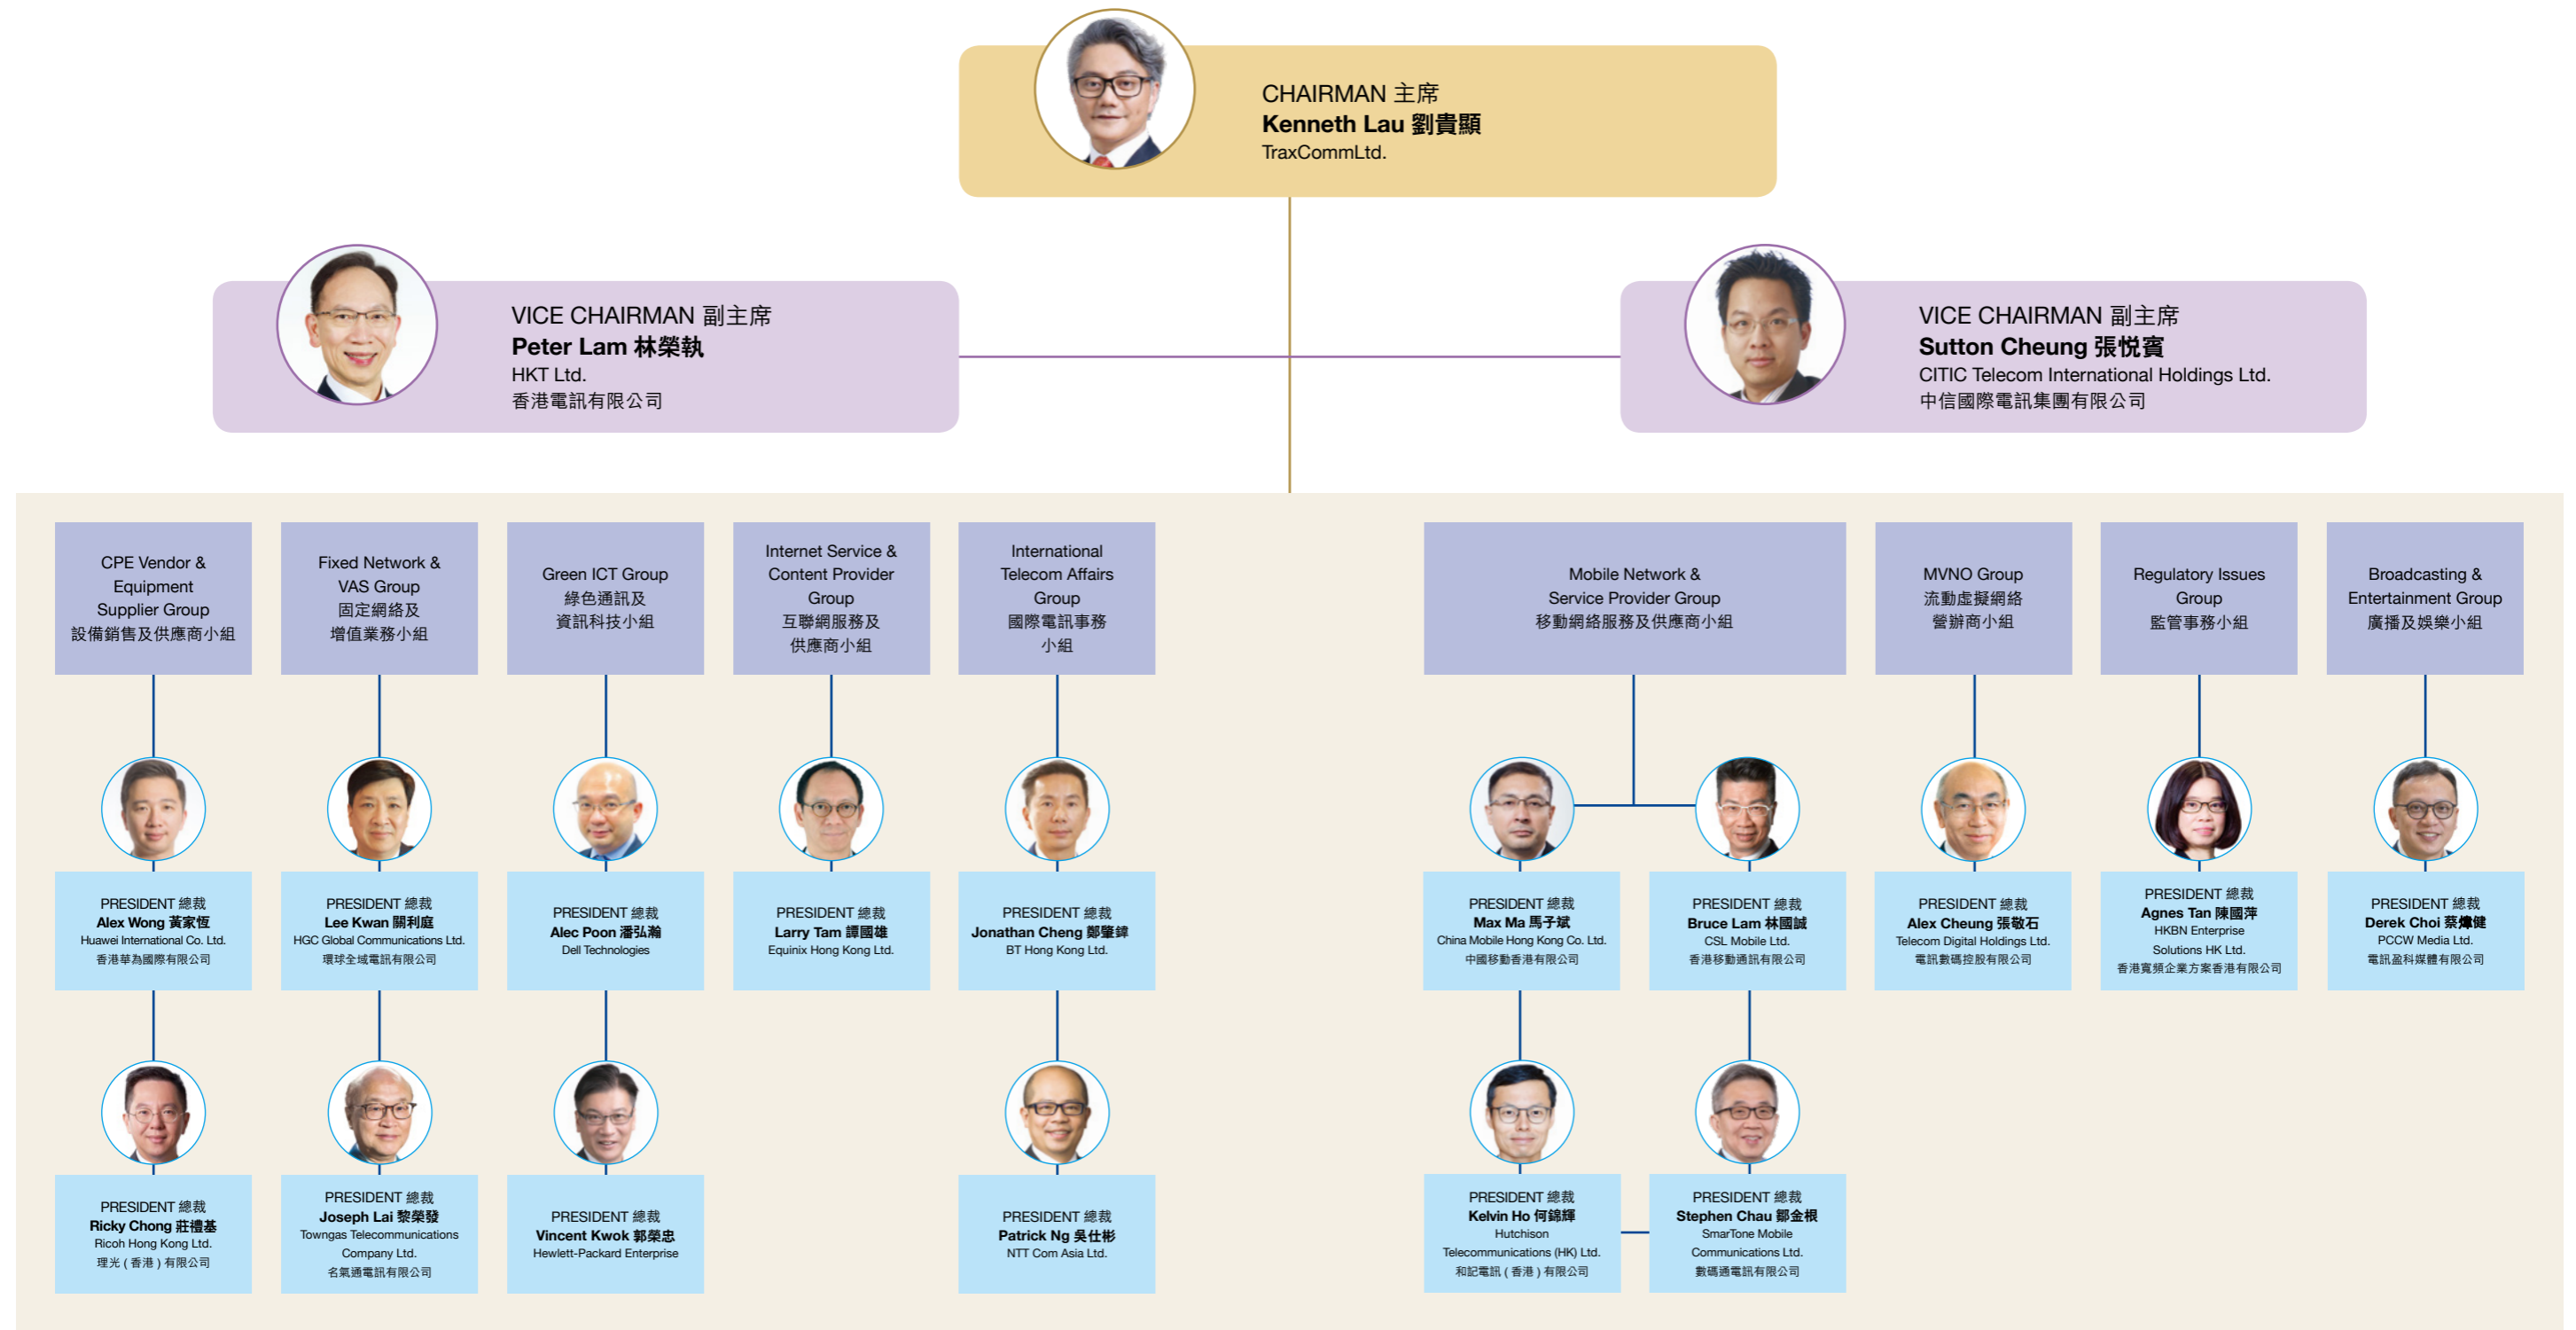 CHAIRMAN 主席
Kenneth Lau 劉貴顯
TraxCommLtd.
VICE CHAIRMAN 副主席
Peter Lam 林榮執
HKT Ltd.
香港電訊有限公司
VICE CHAIRMAN 副主席
Sutton Cheung 張悦賓
CITIC Telecom International Holdings Ltd.
中信國際電訊集團有限公司
CPE Vendor &
Equipment
Supplier Group
設備銷售及供應商小組
Fixed Network &
VAS Group
固定網絡及
增值業務小組
Green ICT Group
綠色通訊及
資訊科技小組
Internet Service &
Content Provider
Group
互聯網服務及
供應商小組
International
Telecom Affairs
Group
國際電訊事務
小組
Mobile Network &
Service Provider Group
移動網絡服務及供應商小組
MVNO Group
流動虛擬網絡
營辦商小組
Regulatory Issues
Group
監管事務小組
Broadcasting &
Entertainment Group
廣播及娛樂小組
PRESIDENT 總裁
Alex Wong 黃家恆
Huawei International Co. Ltd.
香港華為國際有限公司
PRESIDENT 總裁
Lee Kwan 關利庭
HGC Global Communications Ltd.
環球全域電訊有限公司
PRESIDENT 總裁
Alec Poon 潘弘瀚
Dell Technologies
PRESIDENT 總裁
Larry Tam 譚國雄
Equinix Hong Kong Ltd.
PRESIDENT 總裁
Jonathan Cheng 鄭肇鍏
BT Hong Kong Ltd.
PRESIDENT 總裁
Max Ma 馬子斌
China Mobile Hong Kong Co. Ltd.
中國移動香港有限公司
PRESIDENT 總裁
Bruce Lam 林國誠
CSL Mobile Ltd.
香港移動通訊有限公司
PRESIDENT 總裁
Alex Cheung 張敬石
Telecom Digital Holdings Ltd.
電訊數碼控股有限公司
PRESIDENT 總裁
Agnes Tan 陳國萍
HKBN Enterprise
Solutions HK Ltd.
香港寬頻企業方案香港有限公司
PRESIDENT 總裁
Derek Choi
PCCW Media Ltd.
電訊盈科媒體有限公司
PRESIDENT 總裁
Ricky Chong 莊禮基
Ricoh Hong Kong Ltd.
理光 ( 香港 ) 有限公司
PRESIDENT 總裁
Joseph Lai 黎榮發
Towngas Telecommunications
Company Ltd.
名氣通電訊有限公司
PRESIDENT 總裁
Vincent Kwok 郭榮忠
Hewlett-Packard Enterprise
PRESIDENT 總裁
Patrick Ng 吳仕彬
NTT Com Asia Ltd.
PRESIDENT 總裁
Kelvin Ho 何錦輝
Hutchison
Telecommunications (HK) Ltd.
和記電訊 ( 香港 ) 有限公司
PRESIDENT 總裁
Stephen Chau 鄒金根
SmarTone Mobile
Communications Ltd.
數碼通電訊有限公司